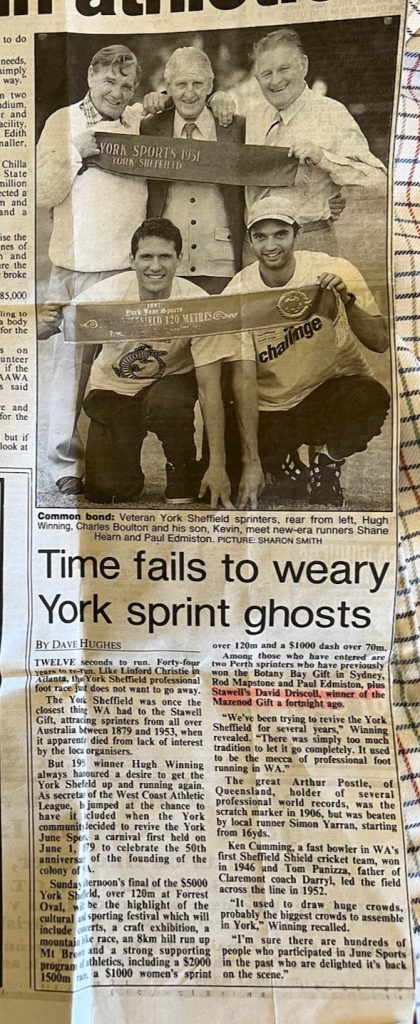 to do
needs,
simply
way."
n two
adium,
er and
acility,
Edith
naller,
Chilla
State
million
ected a
m and
and a
ise the
nes of
n and
ure the
broke
85,000
ling to
a body
for the
s on
unteer
if the
AAWA
s said
ve and
for the
but if
look at
YORK SPORTS 1951
YORK SHEFFIELD
1997
York June Sports
SHEFFIELD 120 METRES
challenge
Common bond: Veteran York Sheffield sprinters, rear from left, Hugh
Winning, Charles Boulton and his son, Kevin, meet new-era runners Shane
Hearn and Paul Edmiston. PICTURE: SHARON SMITH
Time fails to weary
York sprint ghosts
BY DAVE HUGHES
TWELVE seconds to run. Forty-four
years to re-run. Like Linford Christie in
Atlanta, the York Sheffield professional
foot race just does not want to go away.
The York Sheffield was once the
closest thing WA had to the Stawell
Gift, attracting sprinters from all over
Australia between 1879 and 1953, when
it apparently died from lack of interest
by the local organisers.
But winner Hugh Winning
always harboured a desire to get the
York Sheffield up and running again.
As secretary of the West Coast Athletic
League, jumped at the chance to
have it included when the York
community decided to revive the York
June Sports, a carnival first held on
June 1, to celebrate the 50th
anniversary of the founding of the
colony of
Sunday afternoon's final of the $5000
York Sheffield, over 120m at Forrest
Oval, will be the highlight of the
cultural and sporting festival which will
include concerts, a craft exhibition, a
mountain bike race, an 8km hill run up
Mt Brown and a strong supporting
program of athletics, including a $2000
1500m race, a $1000 women's sprint
over 120m and a $1000 dash over 70m.
Among those who have entered are
two Perth sprinters who have previously
won the Botany Bay Gift in Sydney,
Rod Mapstone and Paul Edmiston, plus
Stawell's David Driscoll, winner of the
Mazenod Gift a fortnight ago.
"We've been trying to revive the York
Sheffield for several years," Winning
revealed. "There was simply too much
tradition to let it go completely. It used
to be the mecca of professional foot
running in WA."
The great Arthur Postle, of
Queensland, holder of several
professional world records, was the
scratch marker in 1906, but was beaten
by local runner Simon Yarran, starting
from 16yds.
Ken Cumming, a fast bowler in WA's
first Sheffield Shield cricket team, won
in 1946 and Tom Panizza, father of
Claremont coach Darryl, led the field
across the line in 1952.
"It used to draw huge crowds,
probably the biggest crowds to assemble
in York," Winning recalled.
"I'm sure there are hundreds of
people who participated in June Sports
in the past who are delighted it's back
on the scene."